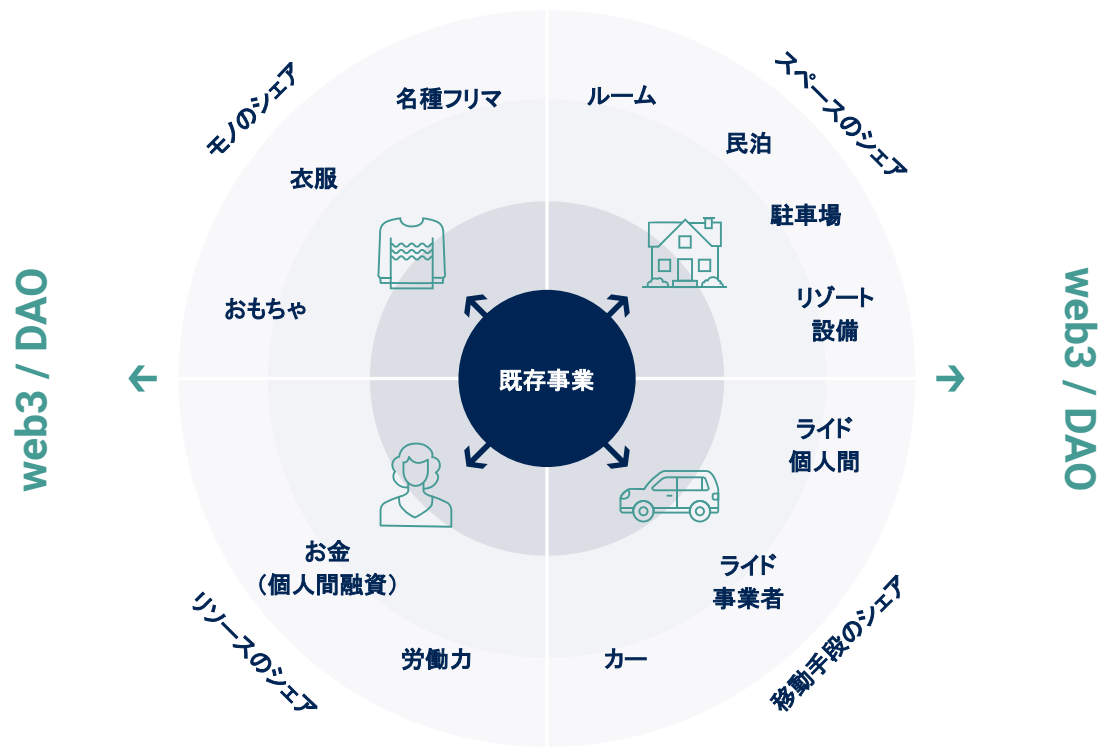 モノのシェア
名種フリマ
衣服
おもちゃ
スペースのシェア
ルーム
民泊
駐車場
リゾート
設備
web3 / DAO
既存事業
web3 / DAO
ライド
個人間
ライド
事業者
カー
移動手段のシェア
お金
（個人間融資）
労働力
リソースのシェア